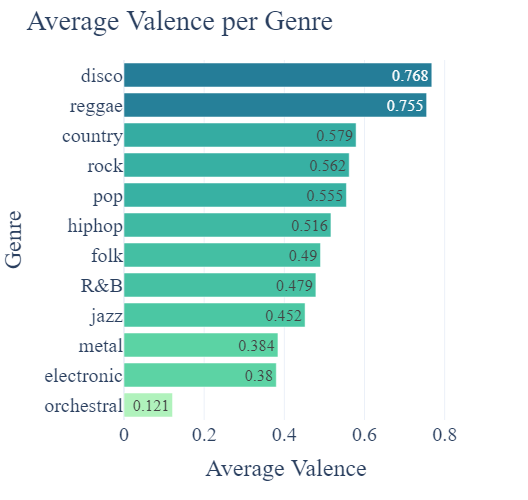 Average Valence per Genre
Genre
disco 0.768
reggae 0.755
country 0.579
rock 0.562
pop 0.555
hiphop 0.516
folk 0.49
R&B 0.479
jazz 0.452
metal 0.384
electronic 0.38
orchestral 0.121
0 0.2 0.4 0.6 0.8
Average Valence